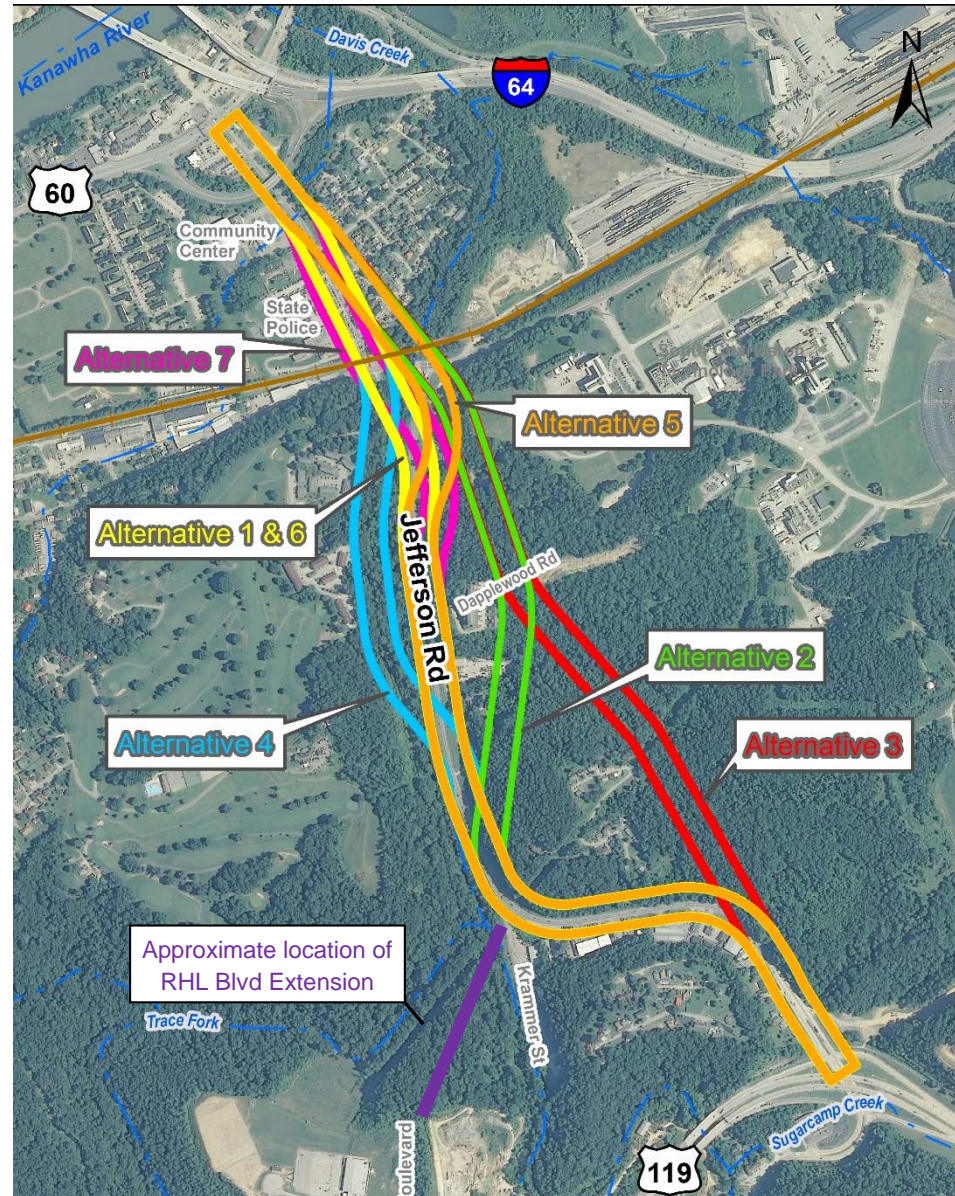 Kanawha River
Davis Creek
64
N
60
Community
Center
State
Police
Alternative 7
Alternative 5
Alternative 1 & 6
Jefferson Rd
Dapplewood Rd
Alternative 2
Alternative 4
Alternative 3
Approximate location of
RHL Blvd Extension
Krammer St
Trace Fork
oulevard
Sugarcamp Creek
119